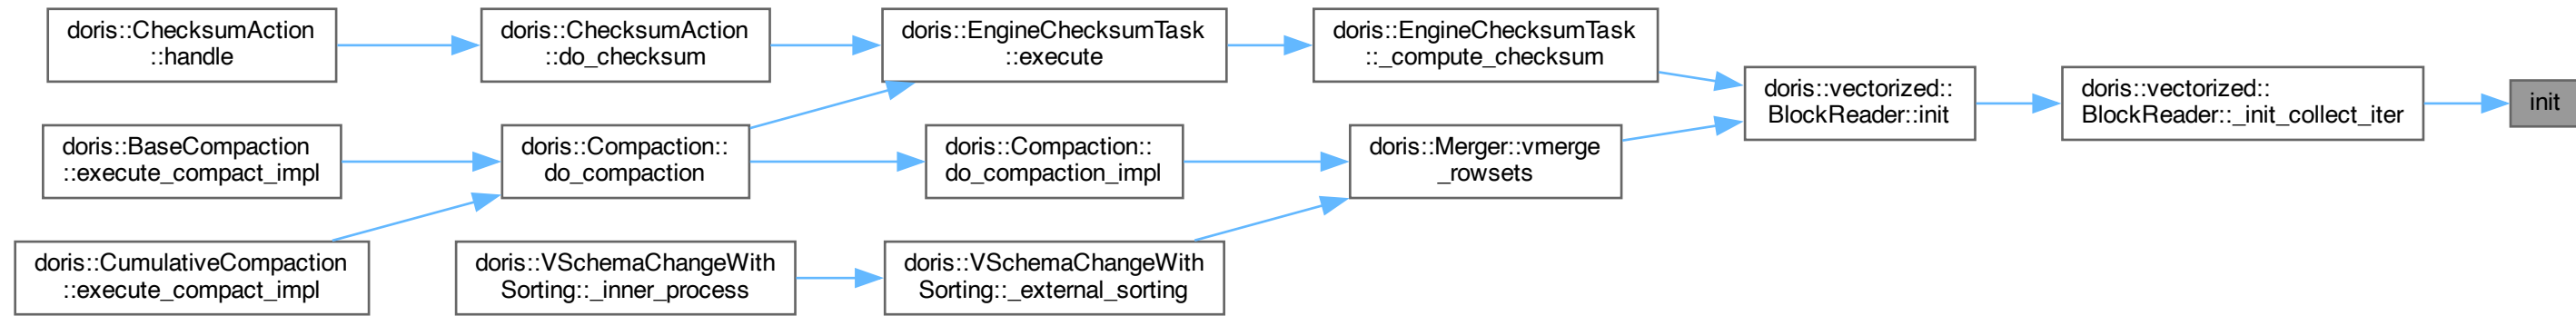 doris::ChecksumAction
::handle
doris::ChecksumAction
::do_checksum
doris::EngineChecksumTask
::execute
doris::EngineChecksumTask
::_compute_checksum
doris::vectorized::
BlockReader::init
doris::vectorized::
BlockReader::_init_collect_iter
init
doris::BaseCompaction
::execute_compact_impl
doris::Compaction::
do_compaction
doris::Compaction::
do_compaction_impl
doris::Merger::vmerge
_rowsets
doris::CumulativeCompaction
::execute_compact_impl
doris::VSchemaChangeWith
Sorting::_inner_process
doris::VSchemaChangeWith
Sorting::_external_sorting